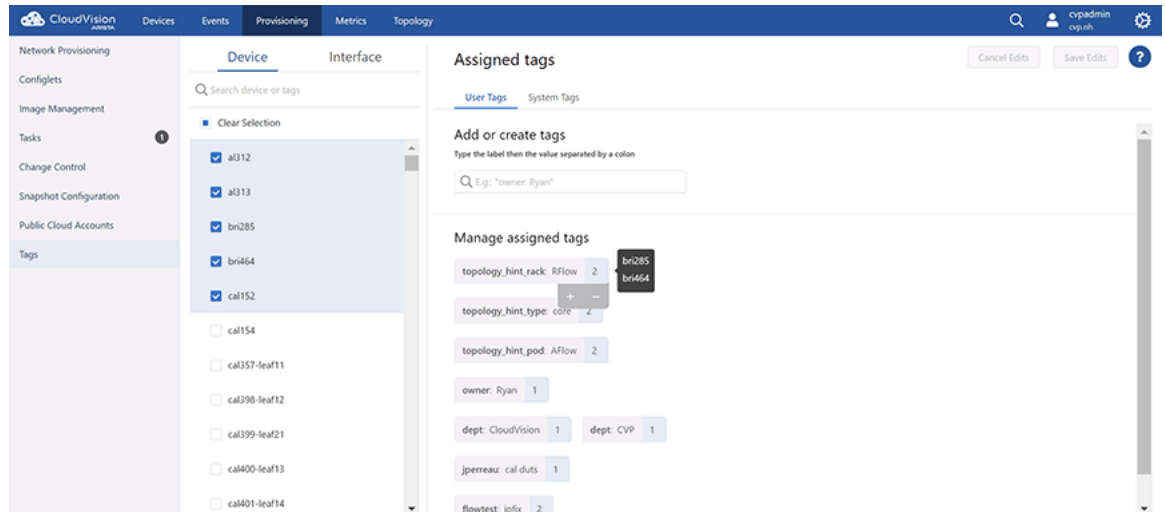 CloudVision
ARISTA
Devices
Events
Provisioning
Metrics
Topology
cvpadmin
cvp.nh
Network Provisioning
Configlets
Image Management
Tasks
1
Change Control
Snapshot Configuration
Public Cloud Accounts
Tags
Device
Interface
Search device or tags
Clear Selection
al312
al313
bri285
bri464
cal152
cal154
cal357-leaf11
cal398-leaf12
cal399-leaf21
cal400-leaf13
cal401-leaf14
Assigned tags
Cancel Edits
Save Edits
?
User Tags
System Tags
Add or create tags
Type the label then the value separated by a colon
E.g.: "owner: Ryan"
Manage assigned tags
topology_hint_rack: RFlow 2
bri285
bri464
+ −
topology_hint_type: core 2
topology_hint_pod: AFlow 2
owner: Ryan 1
dept: CloudVision 1
dept: CVP 1
jperreau: cal duts 1
flowtest: ipfix 2